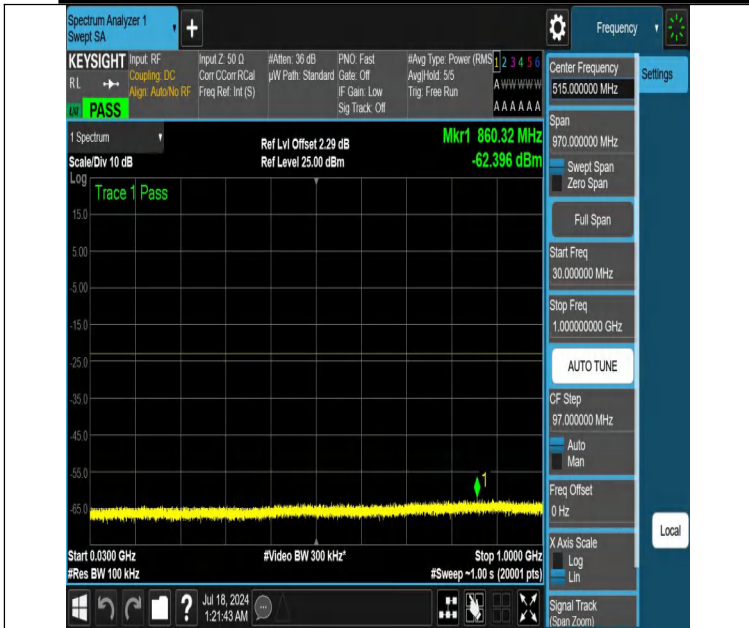 Spectrum Analyzer 1
Swept SA
+
Frequency
KEYSIGHT
RL
PASS
Input: RF
Coupling: DC
Align: Auto/No RF
Input Z: 50 Ω
Corr CCorr RCal
Freq Ref: Int (S)
#Atten: 36 dB
µW Path: Standard
PNO: Fast
Gate: Off
IF Gain: Low
Sig Track: Off
#Avg Type: Power (RMS
Avg|Hold: 5/5
Trig: Free Run
1 2 3 4 5 6
A W W W W W
A A A A A A
1 Spectrum
Scale/Div 10 dB
Ref Lvl Offset 2.29 dB
Ref Level 25.00 dBm
Mkr1 860.32 MHz
-62.396 dBm
Log
Trace 1 Pass
15.0
5.00
-5.00
-15.0
-25.0
-35.0
-45.0
-55.0
-65.0
1
Start 0.0300 GHz
#Res BW 100 kHz
#Video BW 300 kHz*
Stop 1.0000 GHz
#Sweep ~1.00 s (20001 pts)
Center Frequency
515.000000 MHz
Settings
Span
970.000000 MHz
Swept Span
Zero Span
Full Span
Start Freq
30.000000 MHz
Stop Freq
1.000000000 GHz
AUTO TUNE
CF Step
97.000000 MHz
Auto
Man
Freq Offset
0 Hz
Local
X Axis Scale
Log
Lin
Signal Track
(Span Zoom)
?
Jul 18, 2024
1:21:43 AM